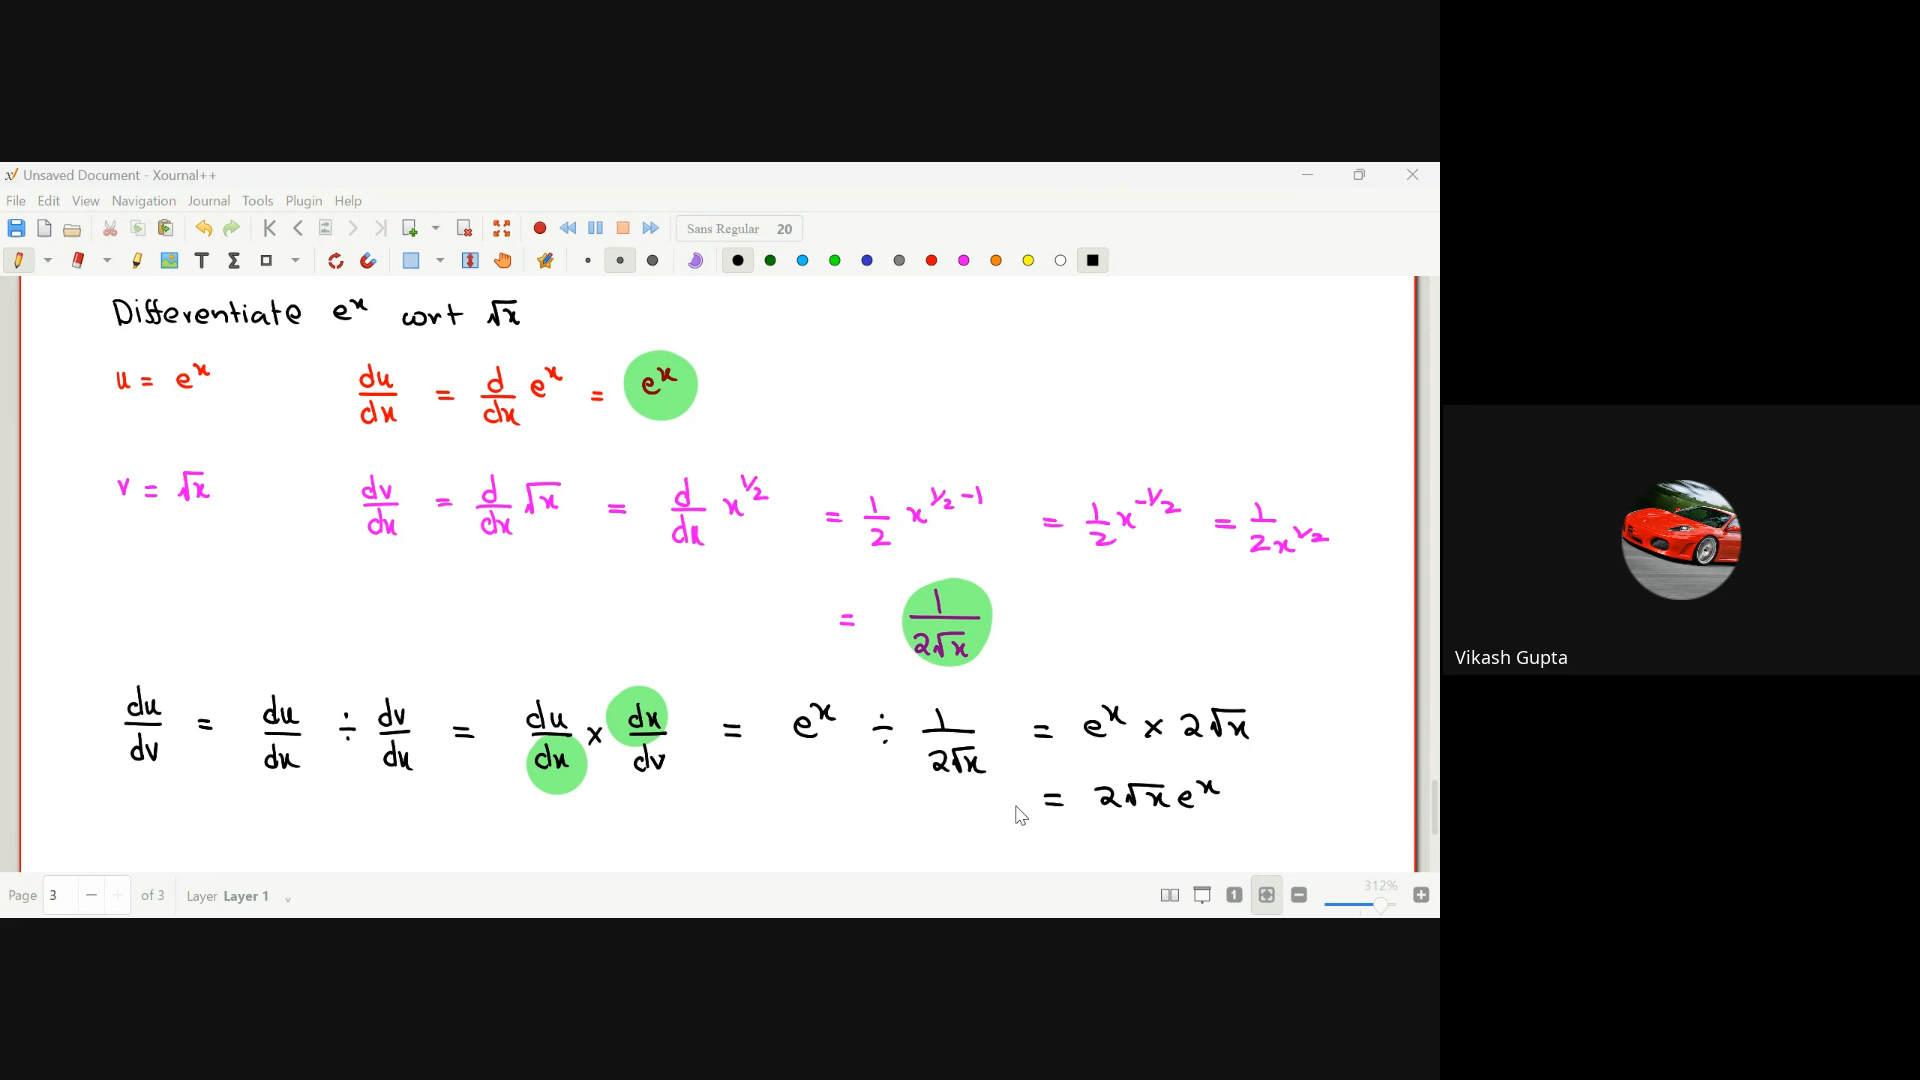 Unsaved Document - Xournal++
File Edit View Navigation Journal Tools Plugin Help
Sans Regular 20
Differentiate e^x wrt √x
u = e^x du/dx = d/dx e^x = e^x
v = √x dv/dx = d/dx √x = d/dx x^1/2 = 1/2 x^1/2 -1 = 1/2 x^-1/2 = 1/2x^1/2
= 1/2√x
du/dv = du/dx ÷ dv/dx = du/dx × dx/dv = e^x ÷ 1/2√x = e^x × 2√x
= 2√x e^x
Vikash Gupta
Page 3 of 3 Layer Layer 1 1 312%